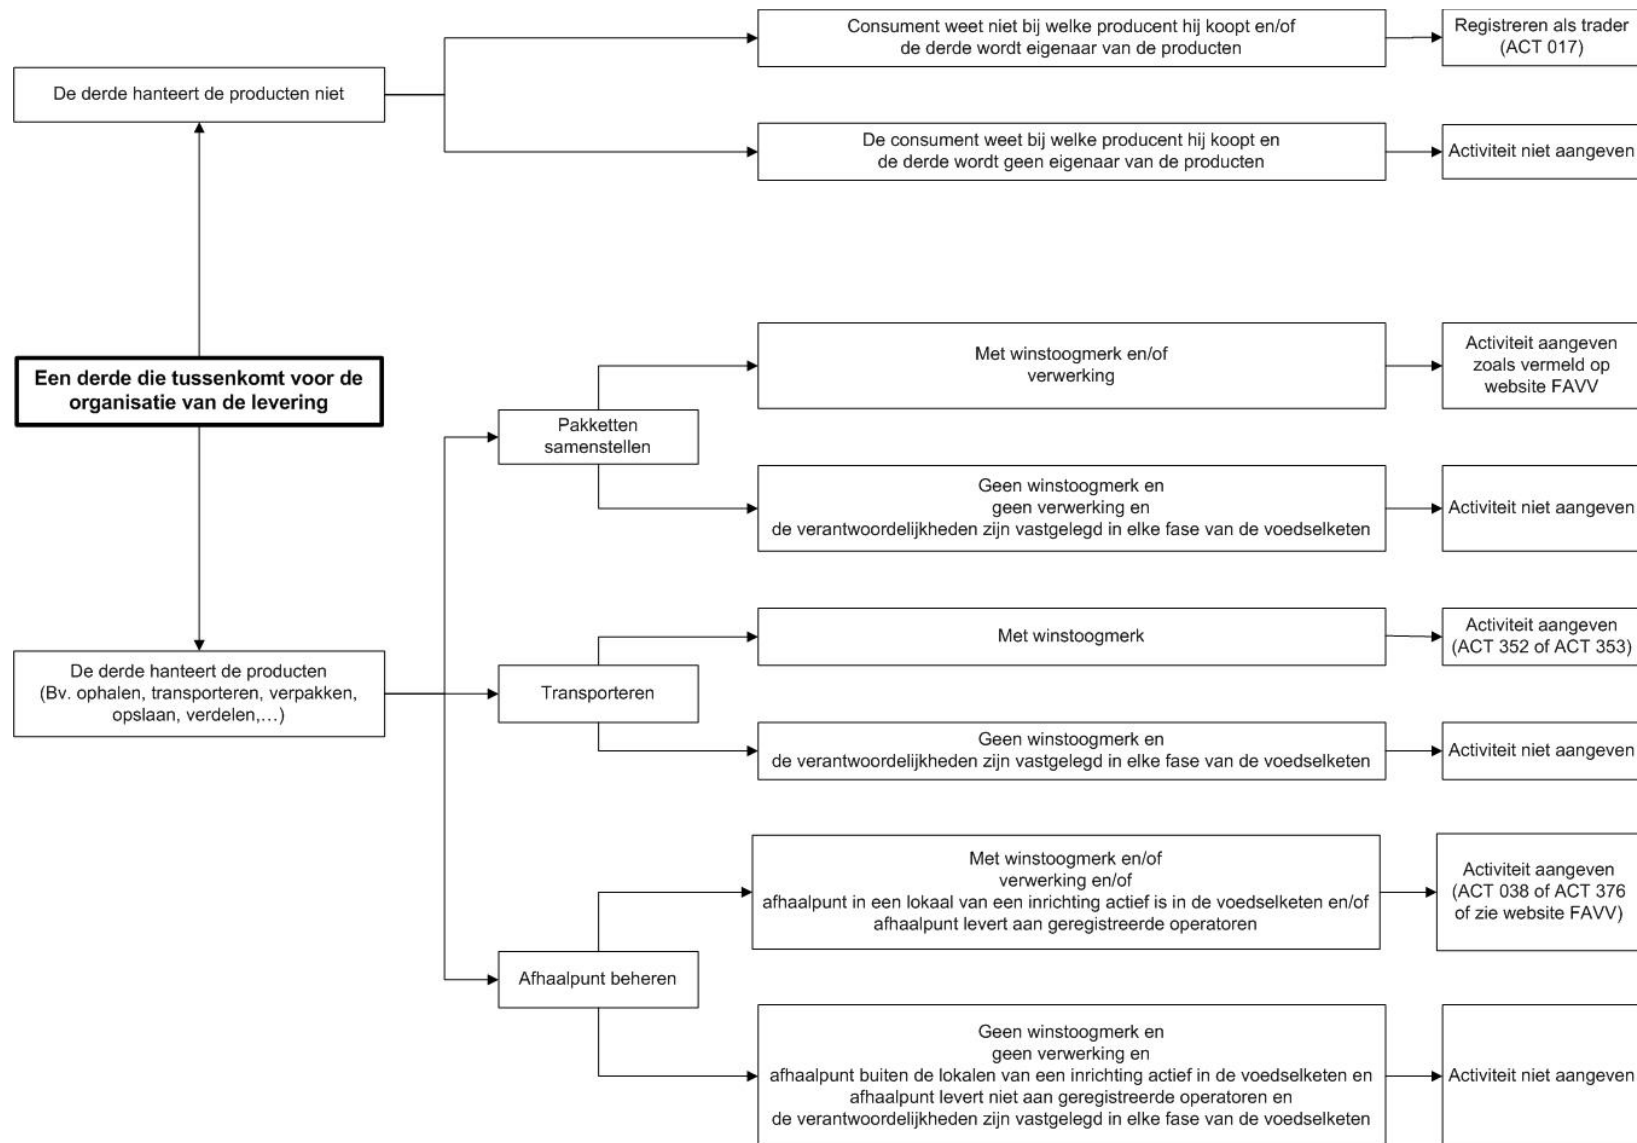 Consument weet niet bij welke producent hij koopt en/of
de derde wordt eigenaar van de producten
Registreren als trader
(ACT 017)
De derde hanteert de producten niet
De consument weet bij welke producent hij koopt en
de derde wordt geen eigenaar van de producten
Activiteit niet aangeven
Een derde die tussenkomt voor de
organisatie van de levering
Pakketten
samenstellen
Met winstoogmerk en/of
verwerking
Activiteit aangeven
zoals vermeld op
website FAVV
Geen winstoogmerk en
geen verwerking en
de verantwoordelijkheden zijn vastgelegd in elke fase van de voedselketen
Activiteit niet aangeven
De derde hanteert de producten
(Bv. ophalen, transporteren, verpakken,
opslaan, verdelen,...)
Transporteren
Met winstoogmerk
Activiteit aangeven
(ACT 352 of ACT 353)
Geen winstoogmerk en
de verantwoordelijkheden zijn vastgelegd in elke fase van de voedselketen
Activiteit niet aangeven
Afhaalpunt beheren
Met winstoogmerk en/of
verwerking en/of
afhaalpunt in een lokaal van een inrichting actief is in de voedselketen en/of
afhaalpunt levert aan geregistreerde operatoren
Activiteit aangeven
(ACT 038 of ACT 376
of zie website FAVV)
Geen winstoogmerk en
geen verwerking en
afhaalpunt buiten de lokalen van een inrichting actief in de voedselketen en
afhaalpunt levert niet aan geregistreerde operatoren en
de verantwoordelijkheden zijn vastgelegd in elke fase van de voedselketen
Activiteit niet aangeven